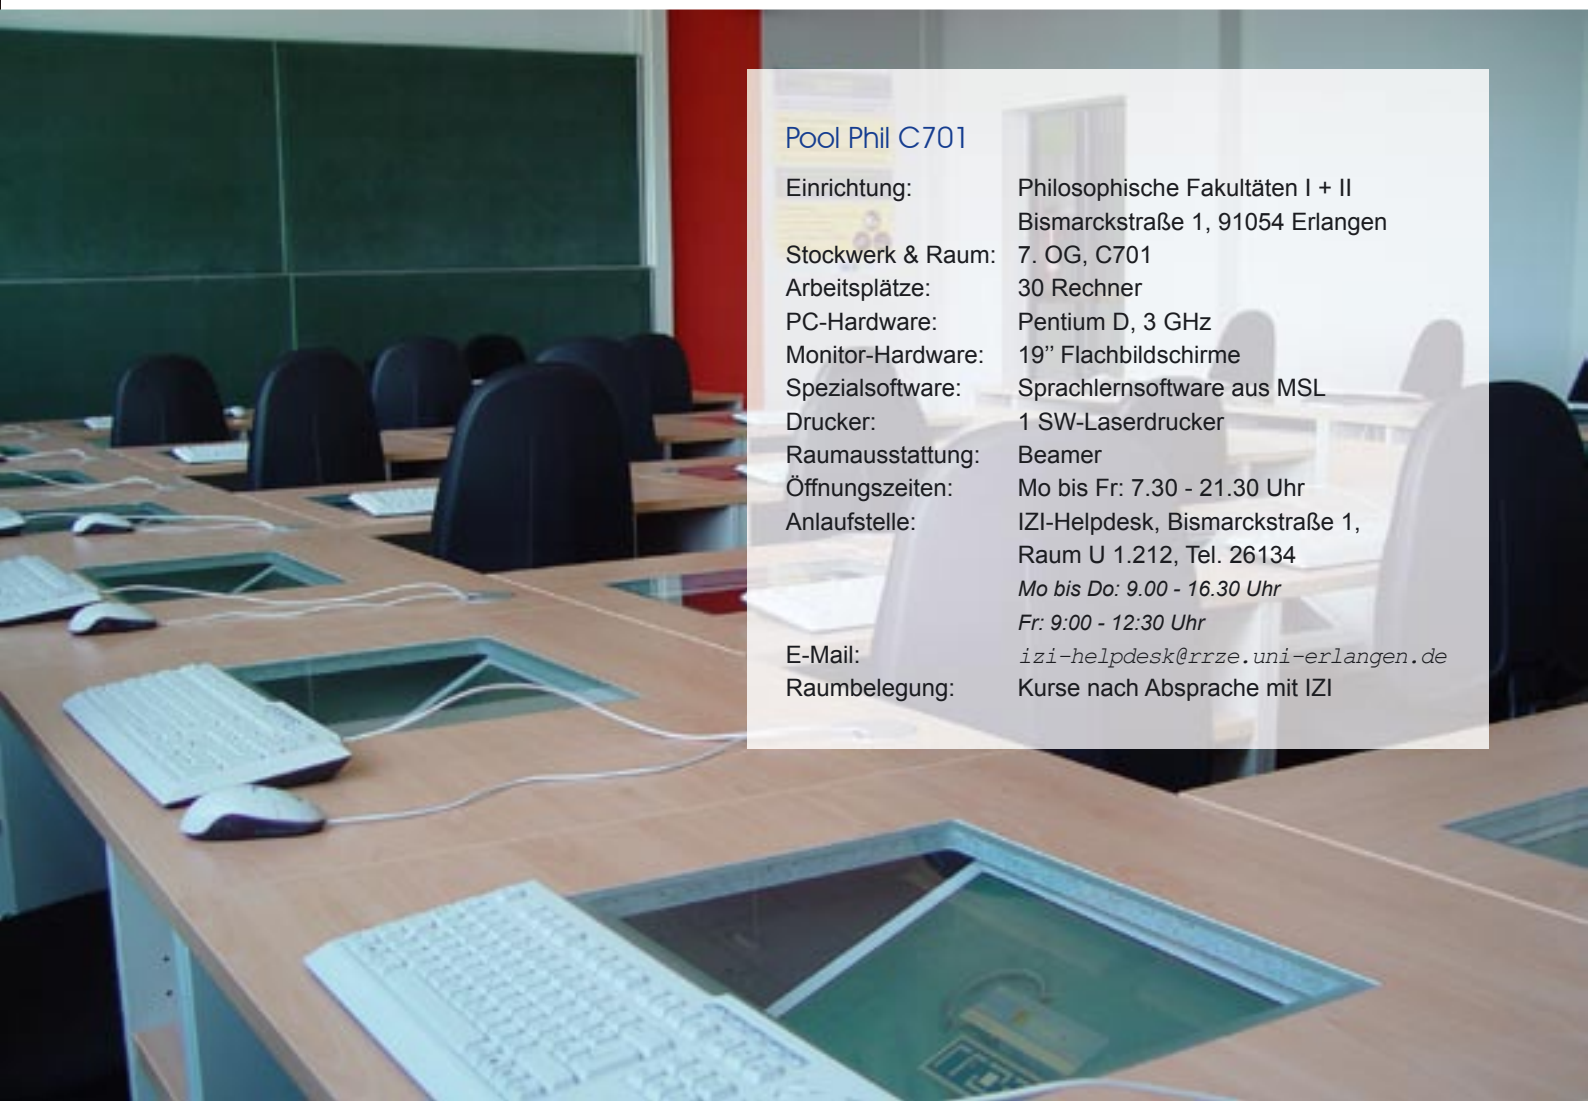 Pool Phil C701
Einrichtung: Philosophische Fakultäten I + II
Bismarckstraße 1, 91054 Erlangen
Stockwerk & Raum: 7. OG, C701
Arbeitsplätze: 30 Rechner
PC-Hardware: Pentium D, 3 GHz
Monitor-Hardware: 19’’ Flachbildschirme
Spezialsoftware: Sprachlernsoftware aus MSL
Drucker: 1 SW-Laserdrucker
Raumausstattung: Beamer
Öffnungszeiten: Mo bis Fr: 7.30 - 21.30 Uhr
Anlaufstelle: IZI-Helpdesk, Bismarckstraße 1,
Raum U 1.212, Tel. 26134
Mo bis Do: 9.00 - 16.30 Uhr
Fr: 9:00 - 12:30 Uhr
E-Mail: izi-helpdesk@rrze.uni-erlangen.de
Raumbelegung: Kurse nach Absprache mit IZI